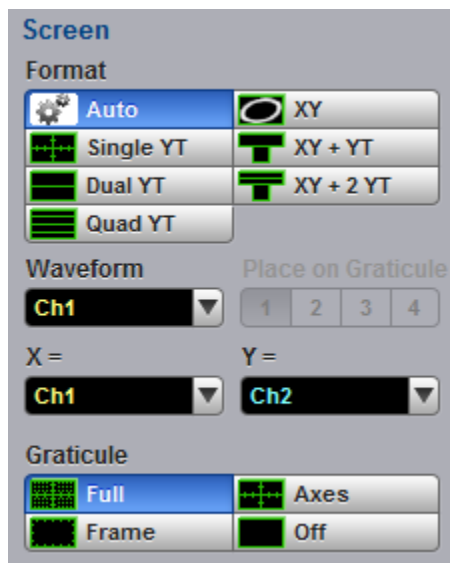 Screen
Format
Auto XY
Single YT XY + YT
Dual YT XY + 2 YT
Quad YT
Waveform Place on Graticule
Ch1 1 2 3 4
X = Y =
Ch1 Ch2
Graticule
Full Axes
Frame Off